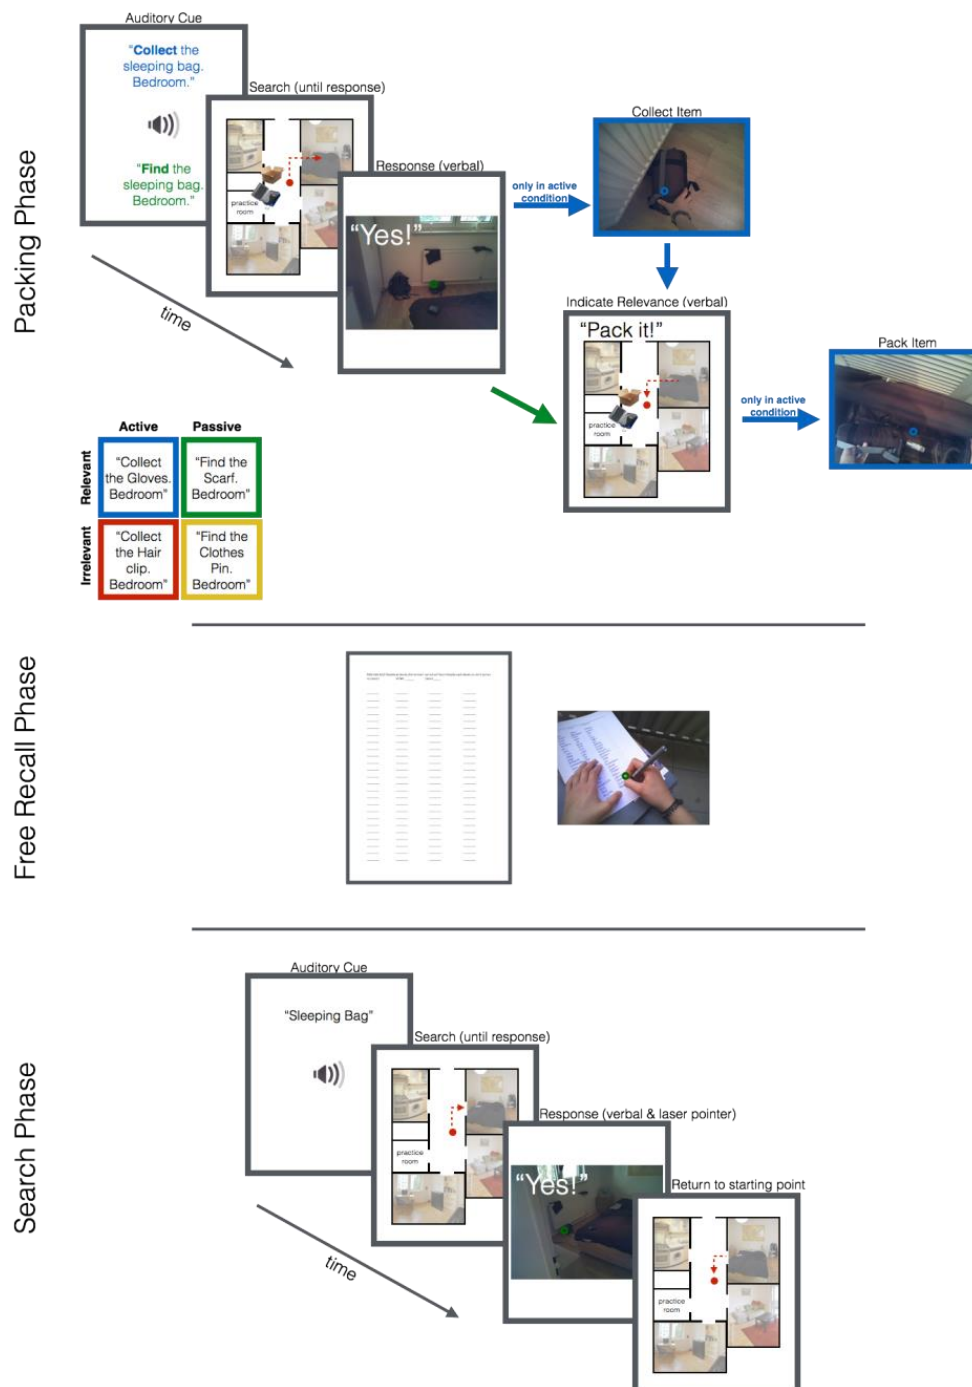 Packing Phase
Auditory Cue
"Collect the
sleeping bag.
Bedroom."
"Find the
sleeping bag.
Bedroom."
Search (until response)
practice
room
Response (verbal)
"Yes!"
only in active
condition
Collect Item
Indicate Relevance (verbal)
"Pack it!"
practice
room
only in active
condition
Pack Item
time
Active Passive
Relevant
"Collect
the Gloves.
Bedroom"
"Find the
Scarf.
Bedroom"
Irrelevant
"Collect
the Hair
clip.
Bedroom"
"Find the
Clothes
Pin.
Bedroom"
Free Recall Phase
Search Phase
Auditory Cue
"Sleeping Bag"
Search (until response)
practice
room
Response (verbal & laser pointer)
"Yes!"
Return to starting point
practice
room
time